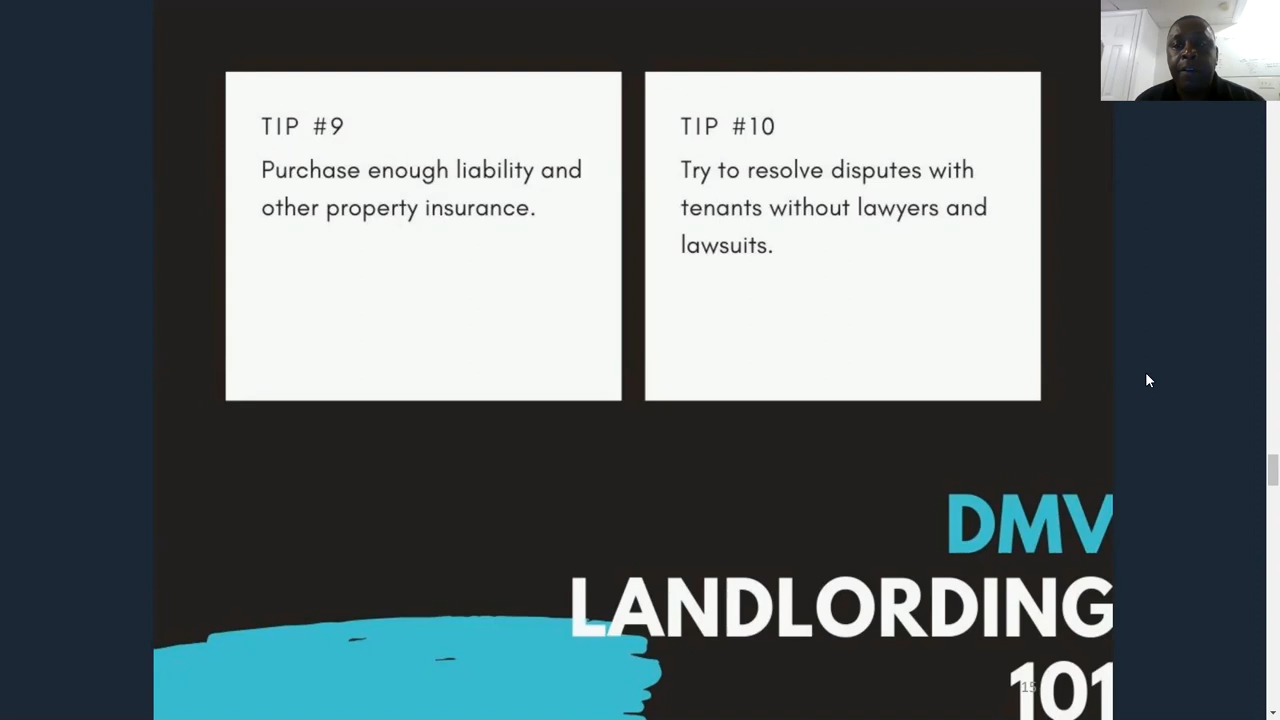 TIP #9
Purchase enough liability and
other property insurance.
TIP #10
Try to resolve disputes with
tenants without lawyers and
lawsuits.
DMV
LANDLORDING
101
15